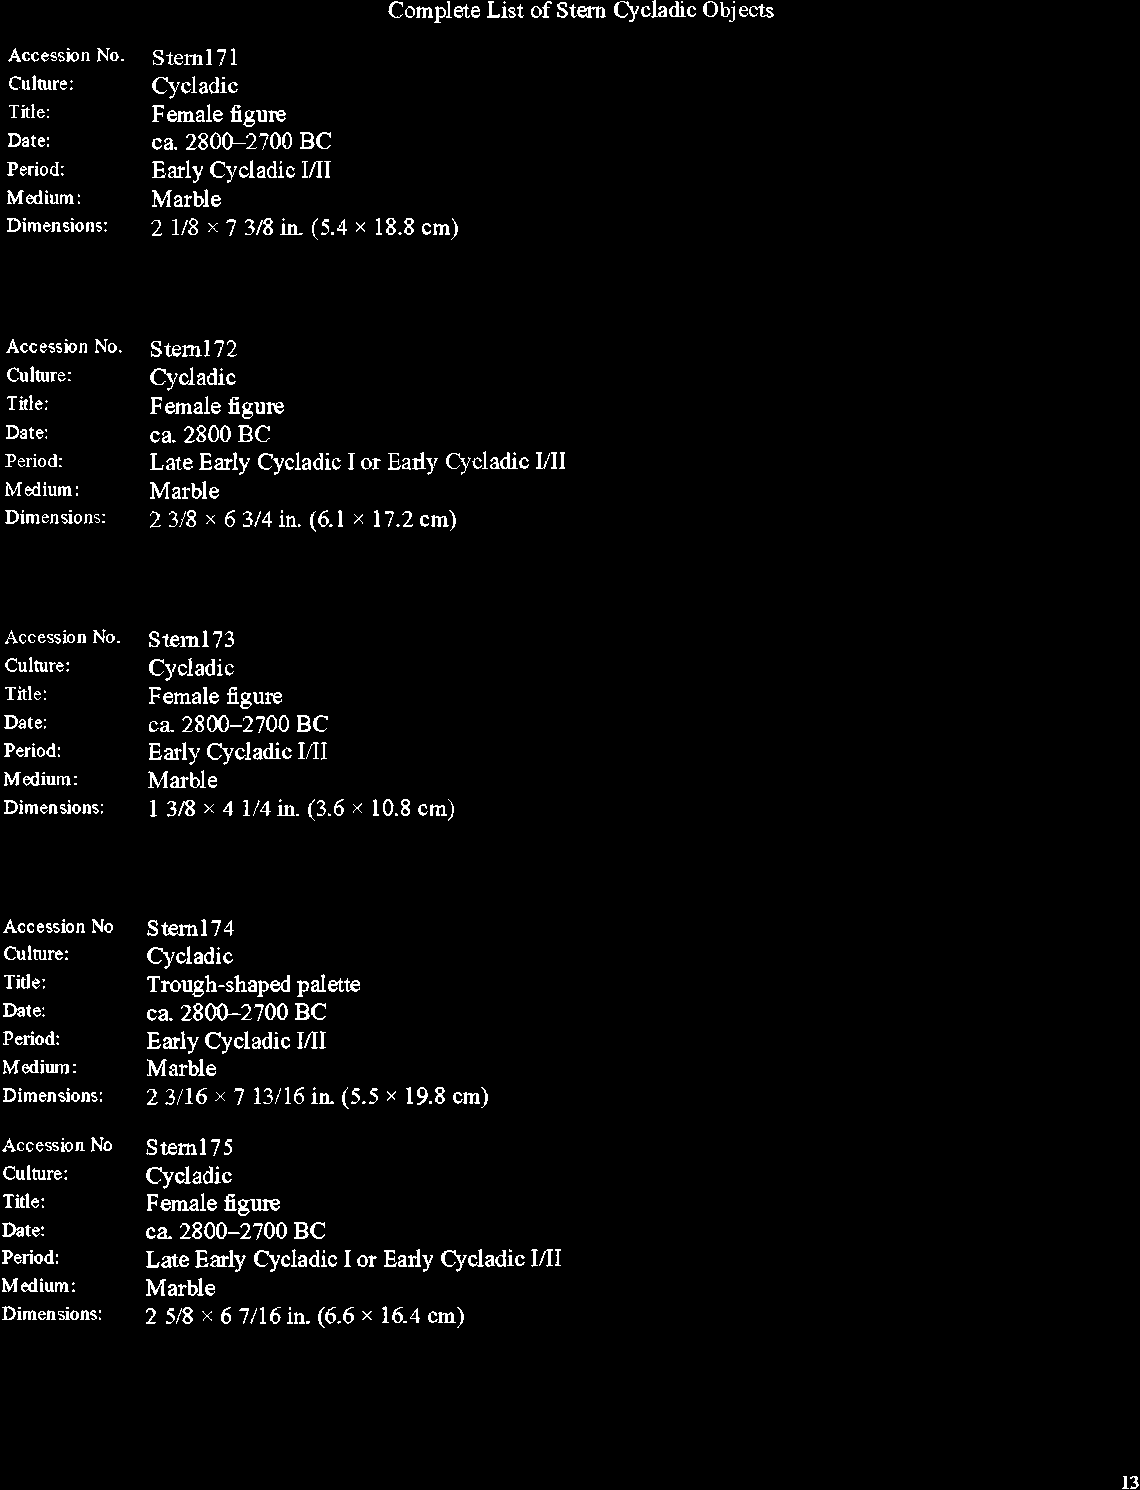 Complete List of Stern Cycladic Objects
Accession No. Stern171
Culture: Cycladic
Title: Female figure
Date: ca. 2800–2700 BC
Period: Early Cycladic I/II
Medium: Marble
Dimensions: 2 1/8 × 7 3/8 in. (5.4 × 18.8 cm)
Accession No. Stern172
Culture: Cycladic
Title: Female figure
Date: ca. 2800 BC
Period: Late Early Cycladic I or Early Cycladic I/II
Medium: Marble
Dimensions: 2 3/8 × 6 3/4 in. (6.1 × 17.2 cm)
Accession No. Stern173
Culture: Cycladic
Title: Female figure
Date: ca. 2800–2700 BC
Period: Early Cycladic I/II
Medium: Marble
Dimensions: 1 3/8 × 4 1/4 in. (3.6 × 10.8 cm)
Accession No Stern174
Culture: Cycladic
Title: Trough-shaped palette
Date: ca. 2800–2700 BC
Period: Early Cycladic I/II
Medium: Marble
Dimensions: 2 3/16 × 7 13/16 in. (5.5 × 19.8 cm)
Accession No Stern175
Culture: Cycladic
Title: Female figure
Date: ca. 2800–2700 BC
Period: Late Early Cycladic I or Early Cycladic I/II
Medium: Marble
Dimensions: 2 5/8 × 6 7/16 in. (6.6 × 16.4 cm)
13